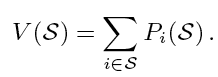 V(𝒮) = ∑_{i∈𝒮} P_i(𝒮) .